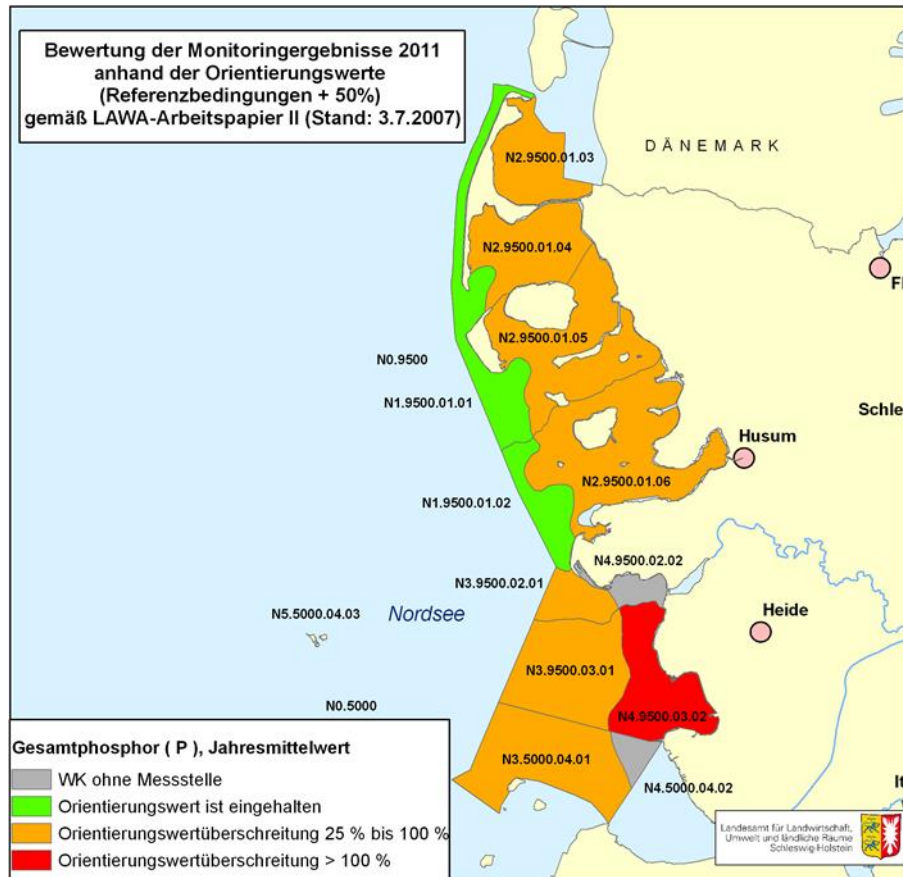 Bewertung der Monitoringergebnisse 2011
anhand der Orientierungswerte
(Referenzbedingungen + 50%)
gemäß LAWA-Arbeitspapier II (Stand: 3.7.2007)
DÄNEMARK
N2.9500.01.03
N2.9500.01.04
Fl
N2.9500.01.05
N0.9500
N1.9500.01.01
Schle
Husum
N2.9500.01.06
N1.9500.01.02
N4.9500.02.02
N3.9500.02.01
N5.5000.04.03
Nordsee
Heide
N3.9500.03.01
N0.5000
N4.9500.03.02
N3.5000.04.01
N4.5000.04.02
It
Gesamtphosphor ( P ), Jahresmittelwert
WK ohne Messstelle
Orientierungswert ist eingehalten
Orientierungswertüberschreitung 25 % bis 100 %
Orientierungswertüberschreitung > 100 %
Landesamt für Landwirtschaft,
Umwelt und ländliche Räume
Schleswig-Holstein